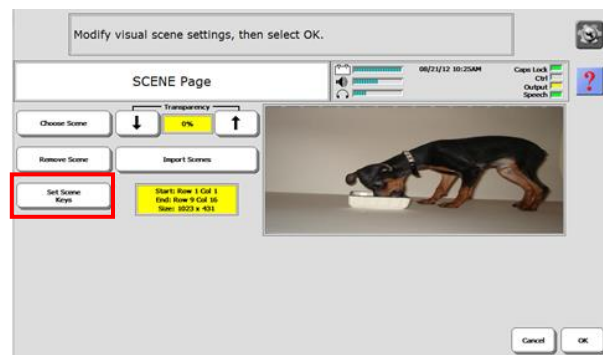 Modify visual scene settings, then select OK.
SCENE Page
08/21/12 10:25AM
Caps Lock
Ctrl
Output
Speech
?
Choose Scene
Transparency
0%
Remove Scene
Import Scenes
Set Scene
Keys
Start: Row 1 Col 1
End: Row 9 Col 16
Size: 1023 x 431
Cancel
OK